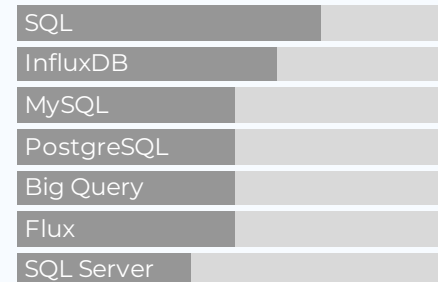 SQL
InfluxDB
MySQL
PostgreSQL
Big Query
Flux
SQL Server